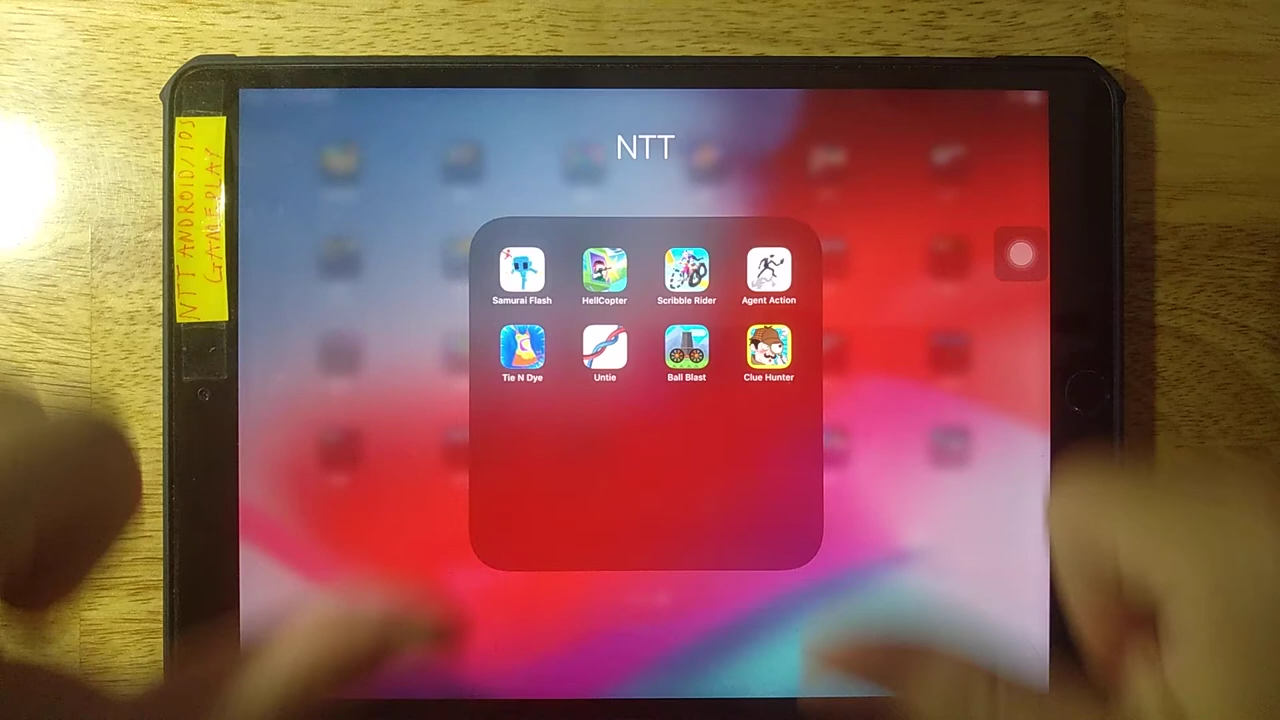 NTT ANDROID/IOS
GAMEPLAY
NTT
Samurai Flash
HellCopter
Scribble Rider
Agent Action
Tie N Dye
Untie
Ball Blast
Clue Hunter